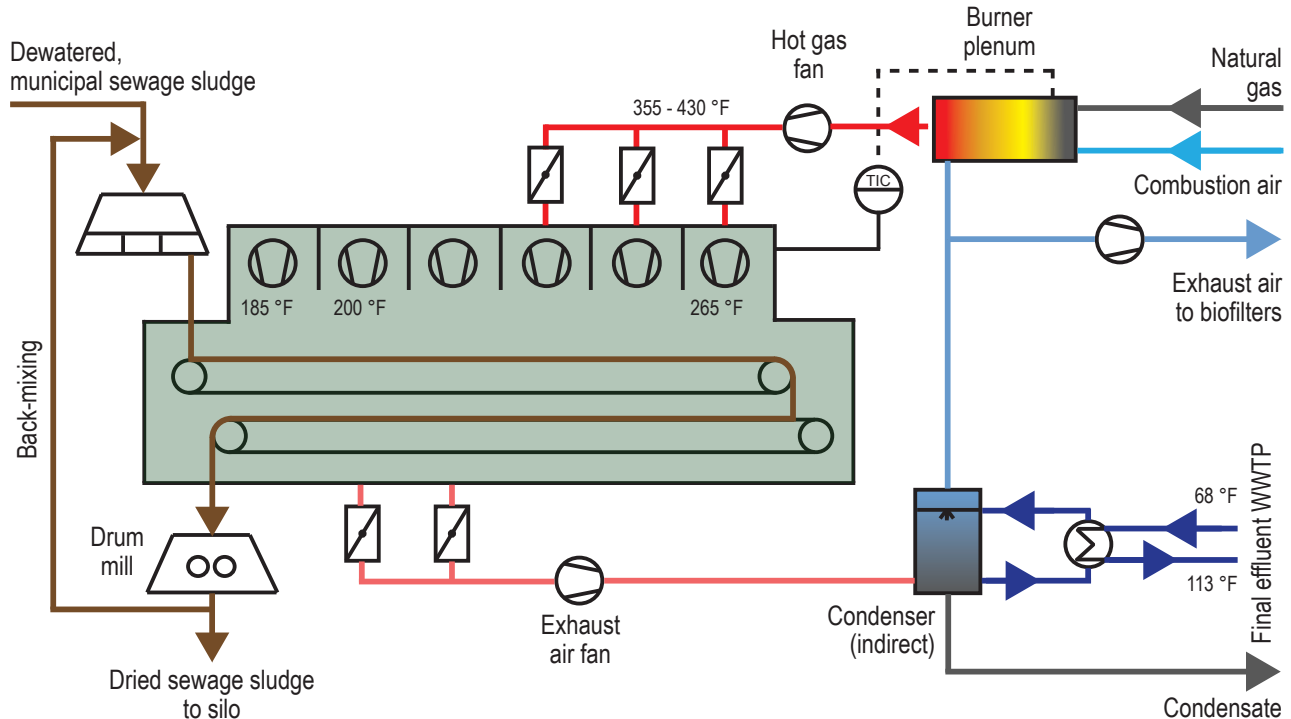 Dewatered,
municipal sewage sludge
Hot gas
fan
Burner
plenum
Natural
gas
355 - 430 °F
TIC
Combustion air
Exhaust air
to biofilters
185 °F
200 °F
265 °F
Back-mixing
Drum
mill
Exhaust
air fan
Condenser
(indirect)
68 °F
113 °F
Final effluent WWTP
Dried sewage sludge
to silo
Condensate